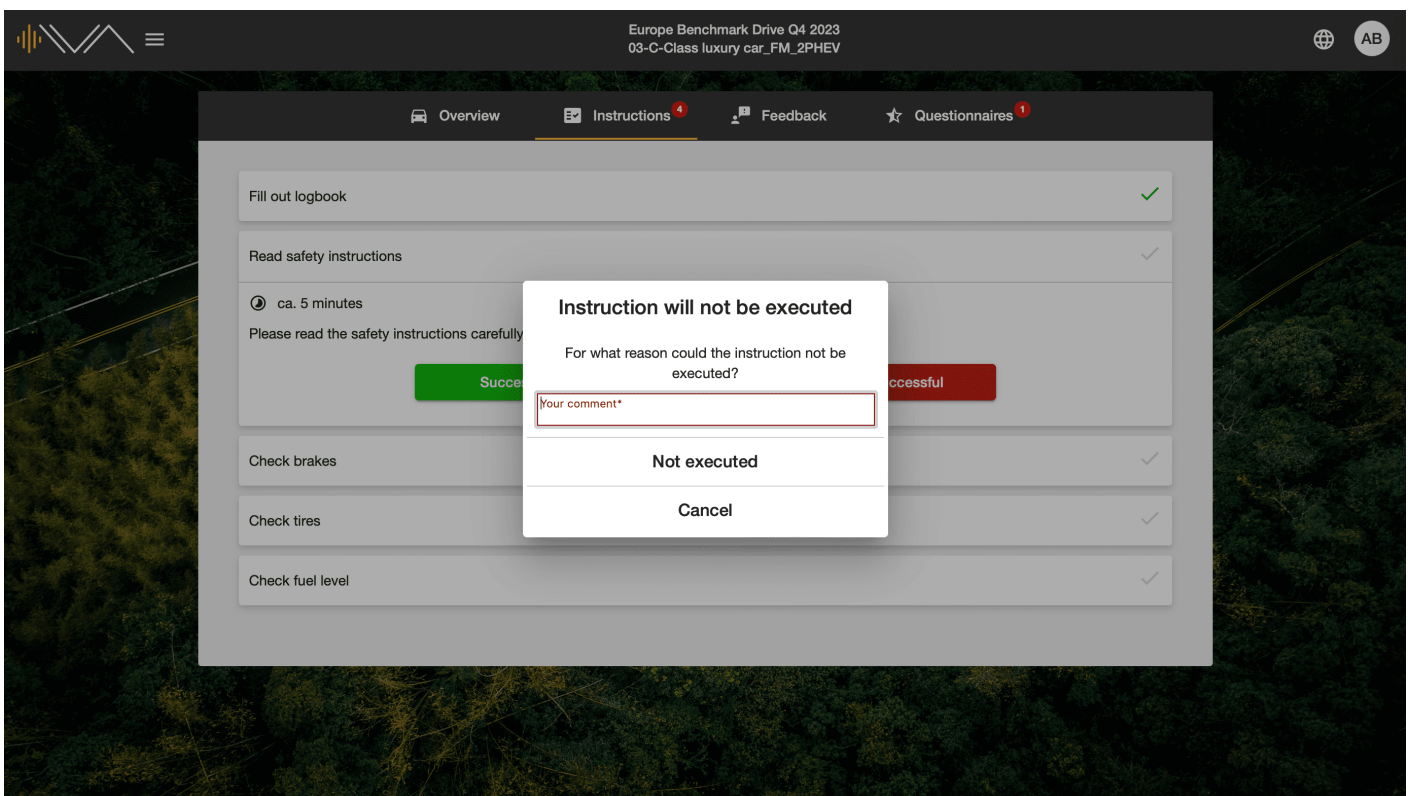 Europe Benchmark Drive Q4 2023
03-C-Class luxury car_FM_2PHEV
AB
Overview
Instructions 4
Feedback
Questionnaires 1
Fill out logbook
Read safety instructions
ca. 5 minutes
Please read the safety instructions carefully
Instruction will not be executed
For what reason could the instruction not be
executed?
Your comment*
Not executed
Cancel
Check brakes
Check tires
Check fuel level